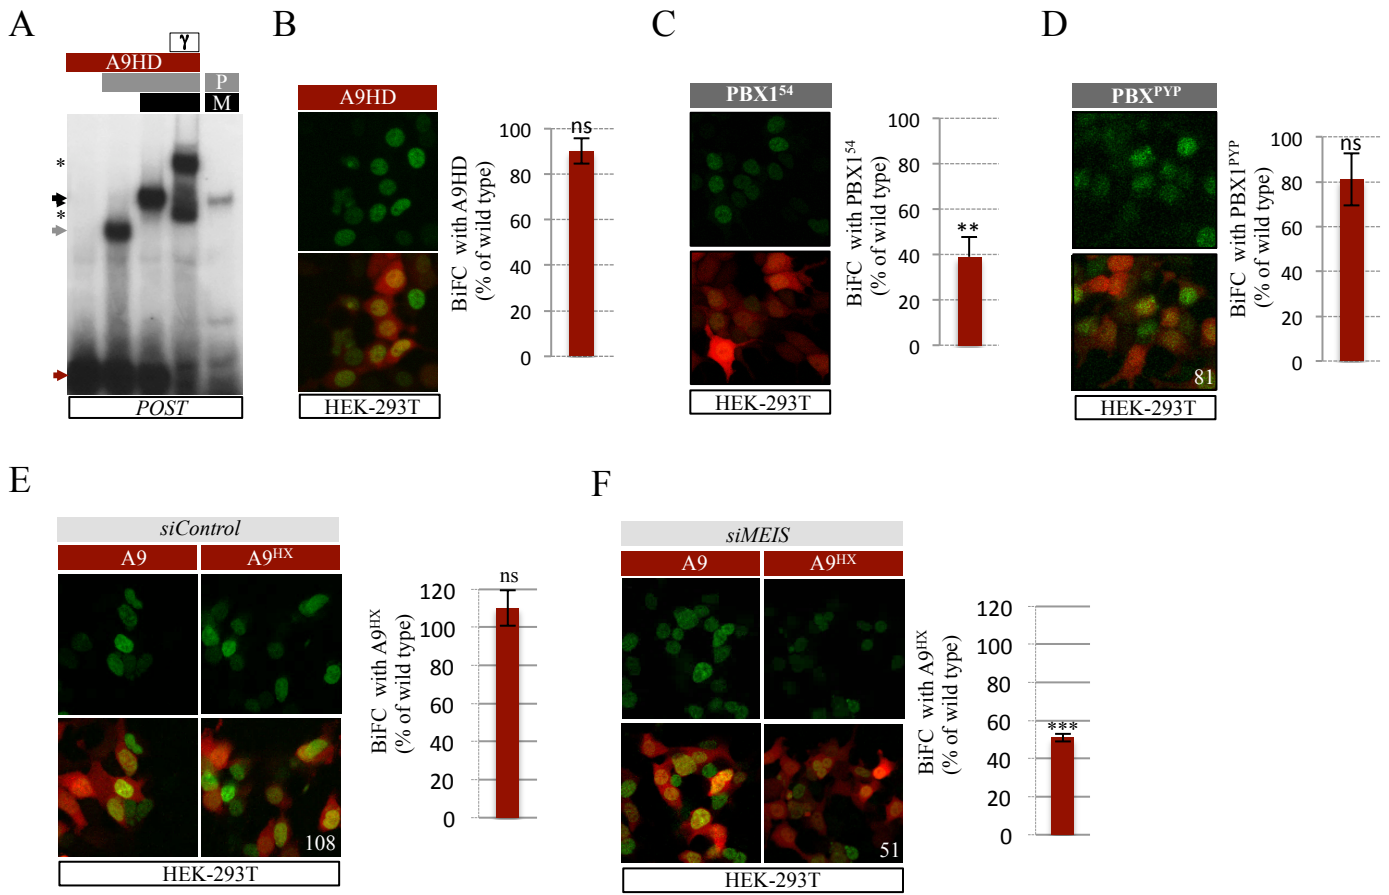 A
γ
A9HD
P
M
*
*
POST
B
A9HD
HEK-293T
BiFC with A9HD
(% of wild type)
100
80
60
40
20
0
ns
C
PBX1⁵⁴
HEK-293T
BiFC with PBX1⁵⁴
(% of wild type)
100
80
60
40
20
0
**
D
PBXᴾʸᴾ
81
HEK-293T
BiFC with PBX1ᴾʸᴾ
(% of wild type)
100
80
60
40
20
0
ns
E
siControl
A9 A9ᴴˣ
108
HEK-293T
BiFC with A9ᴴˣ
(% of wild type)
120
100
80
60
40
20
0
ns
F
siMEIS
A9 A9ᴴˣ
51
HEK-293T
BiFC with A9ᴴˣ
(% of wild type)
120
100
80
60
40
20
0
***